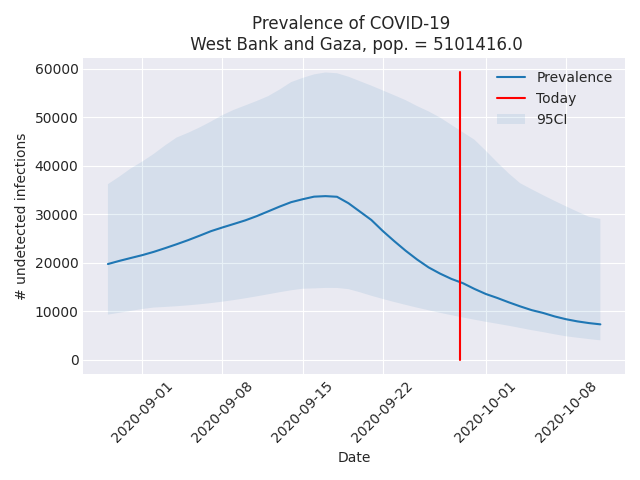 Prevalence of COVID-19
West Bank and Gaza, pop. = 5101416.0
# undetected infections
60000
50000
40000
30000
20000
10000
0
Prevalence
Today
95CI
2020-09-01
2020-09-08
2020-09-15
2020-09-22
2020-10-01
2020-10-08
Date